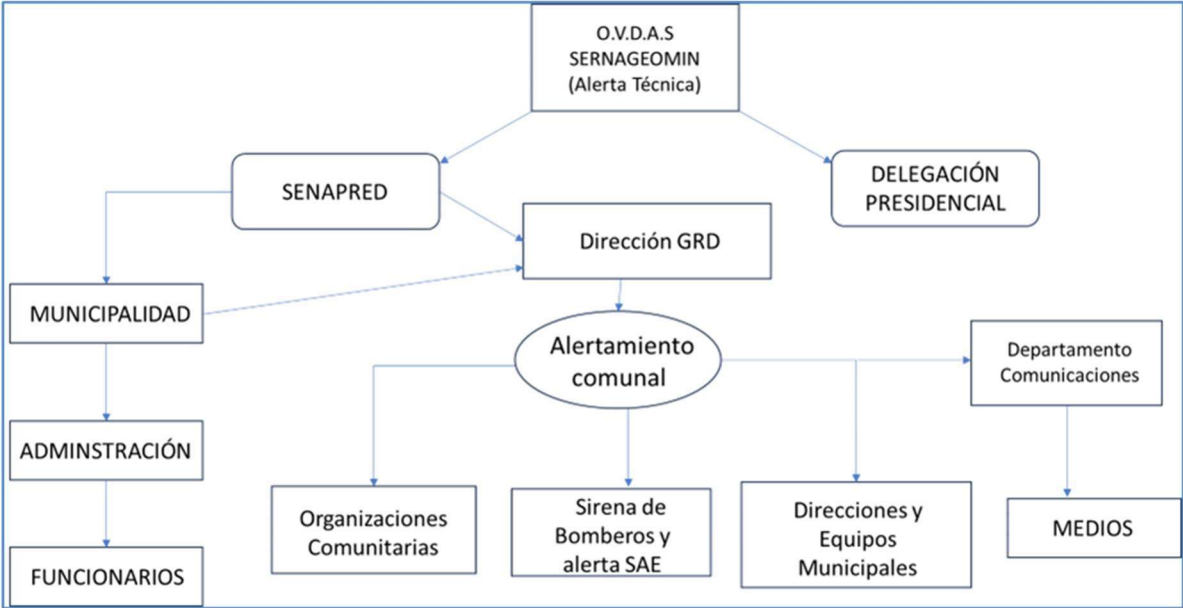 O.V.D.A.S
SERNAGEOMIN
(Alerta Técnica)
SENAPRED
DELEGACIÓN
PRESIDENCIAL
Dirección GRD
MUNICIPALIDAD
Alertamiento
comunal
Departamento
Comunicaciones
ADMINSTRACIÓN
Organizaciones
Comunitarias
Sirena de
Bomberos y
alerta SAE
Direcciones y
Equipos
Municipales
MEDIOS
FUNCIONARIOS